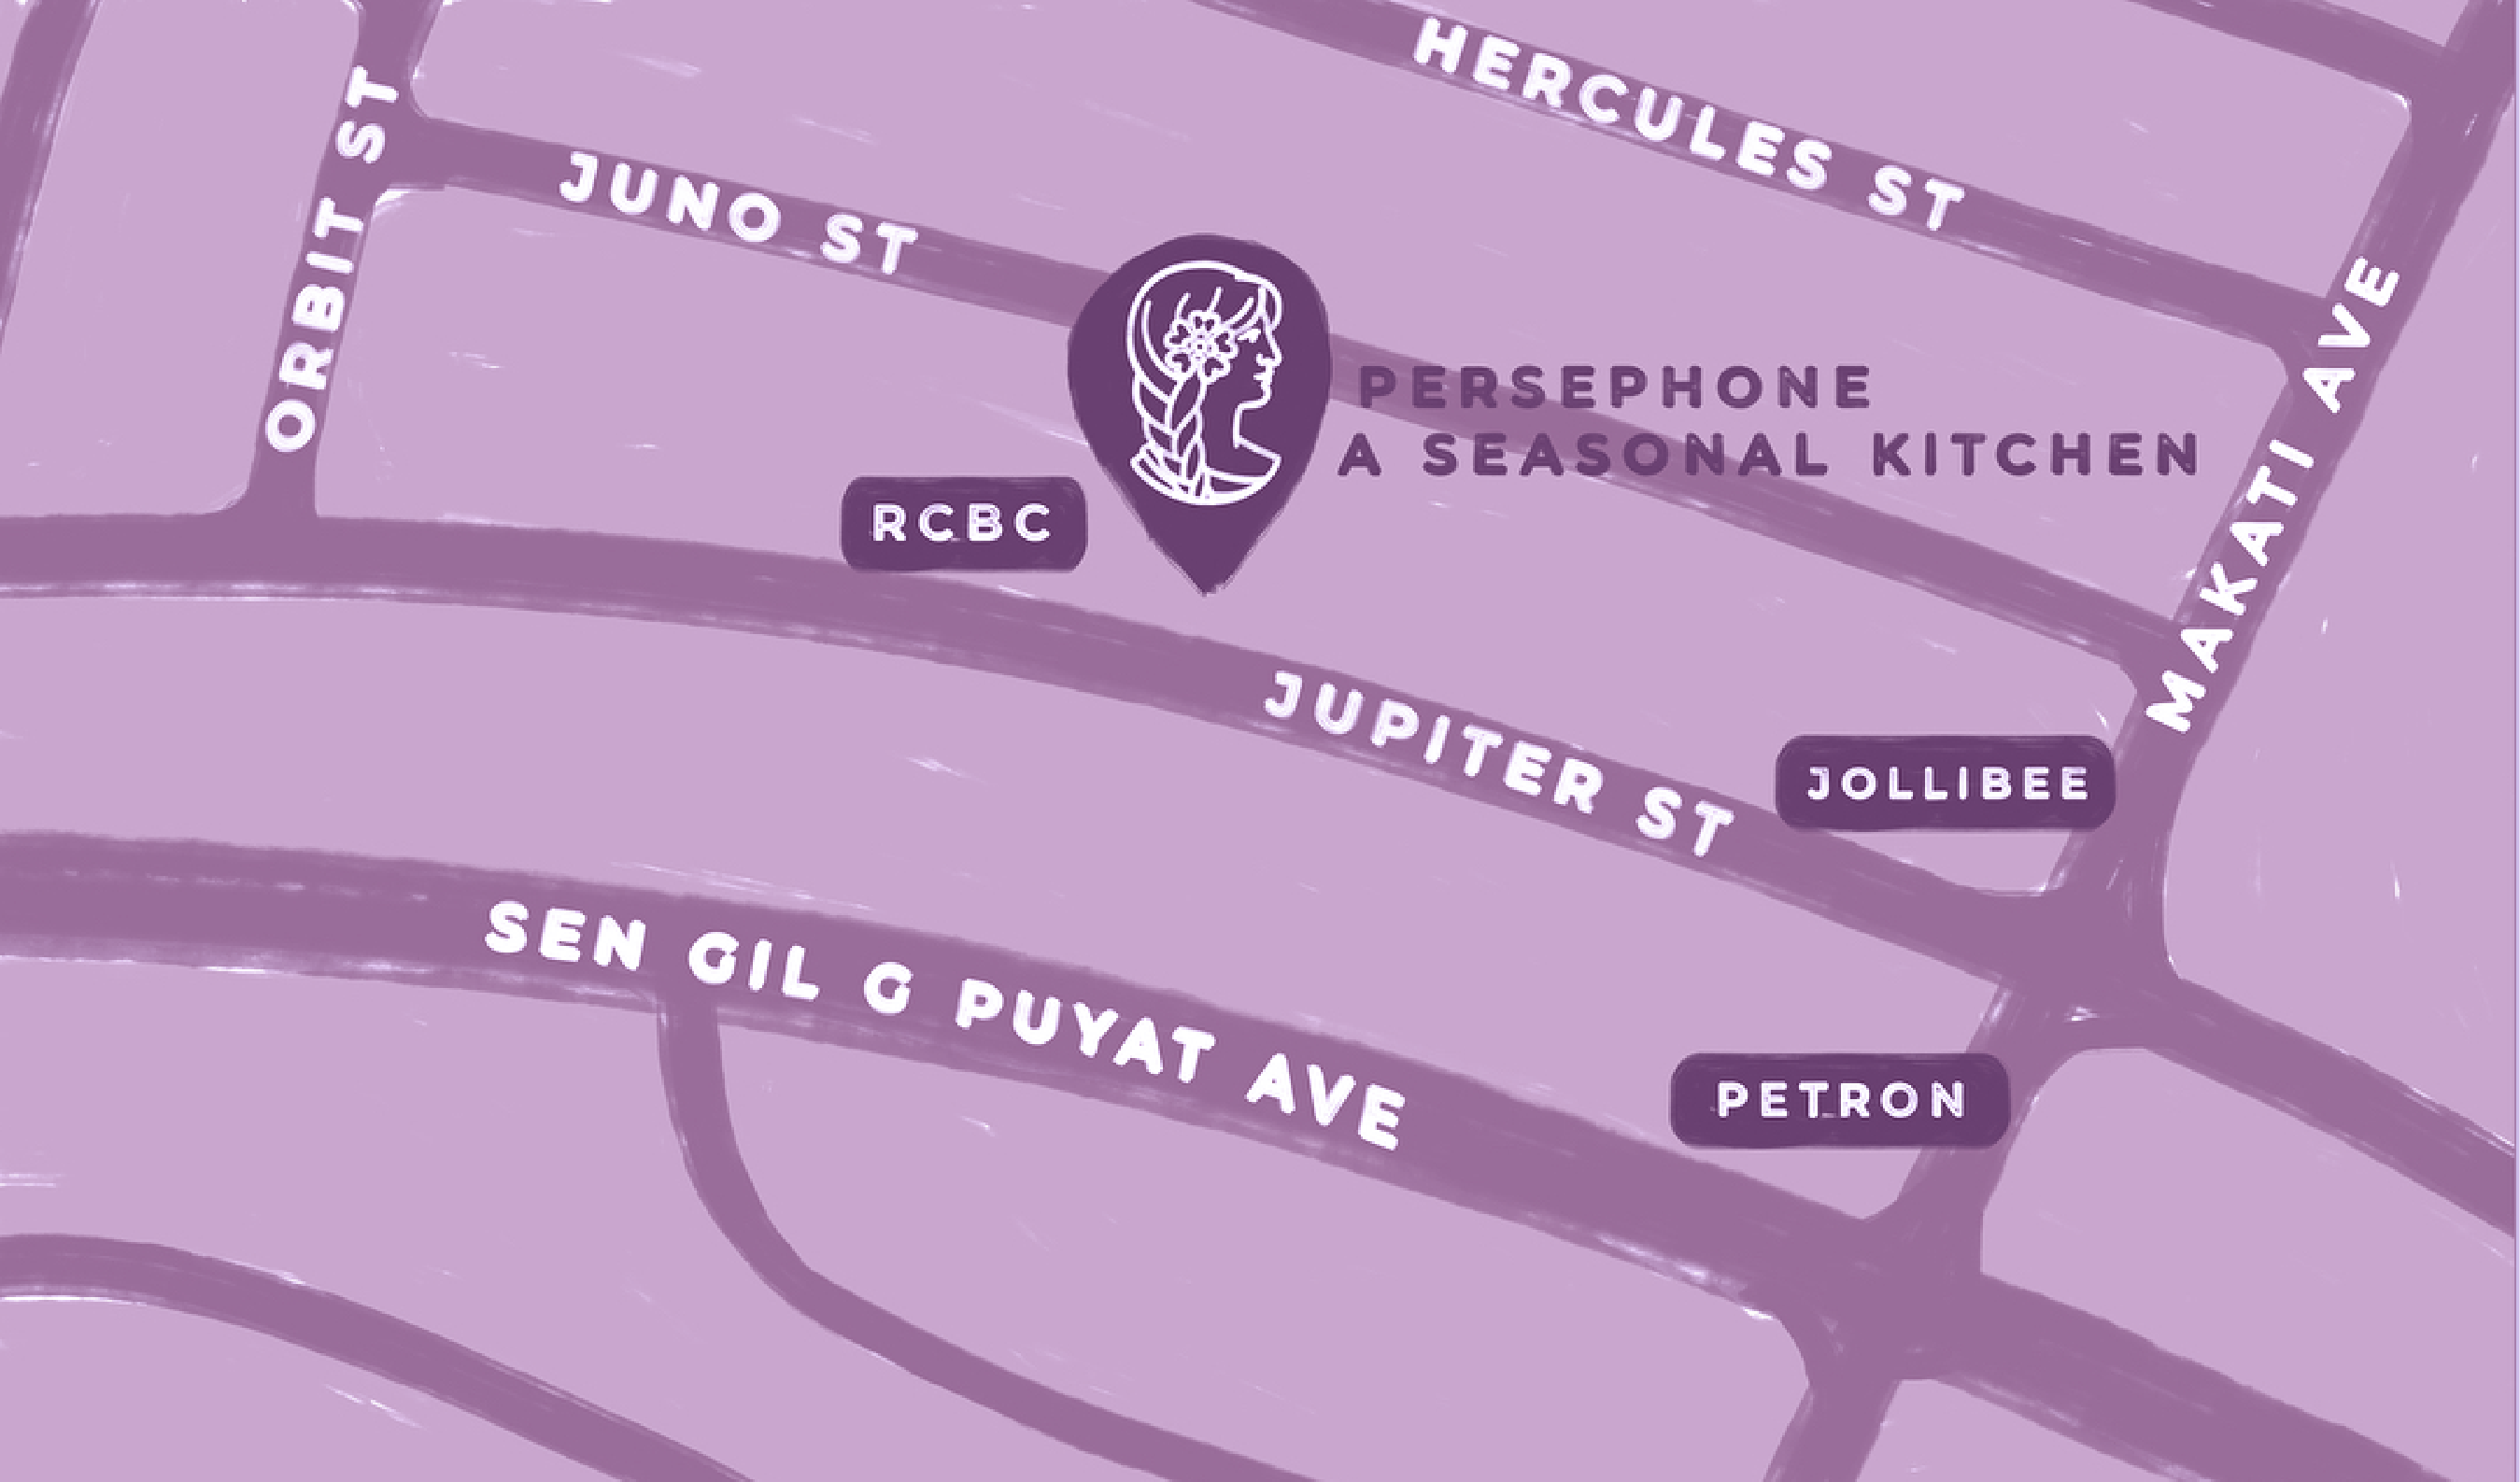 HERCULES ST
ORBIT ST
JUNO ST
MAKATI AVE
PERSEPHONE
A SEASONAL KITCHEN
RCBC
JUPITER ST
JOLLIBEE
SEN GIL G PUYAT AVE
PETRON